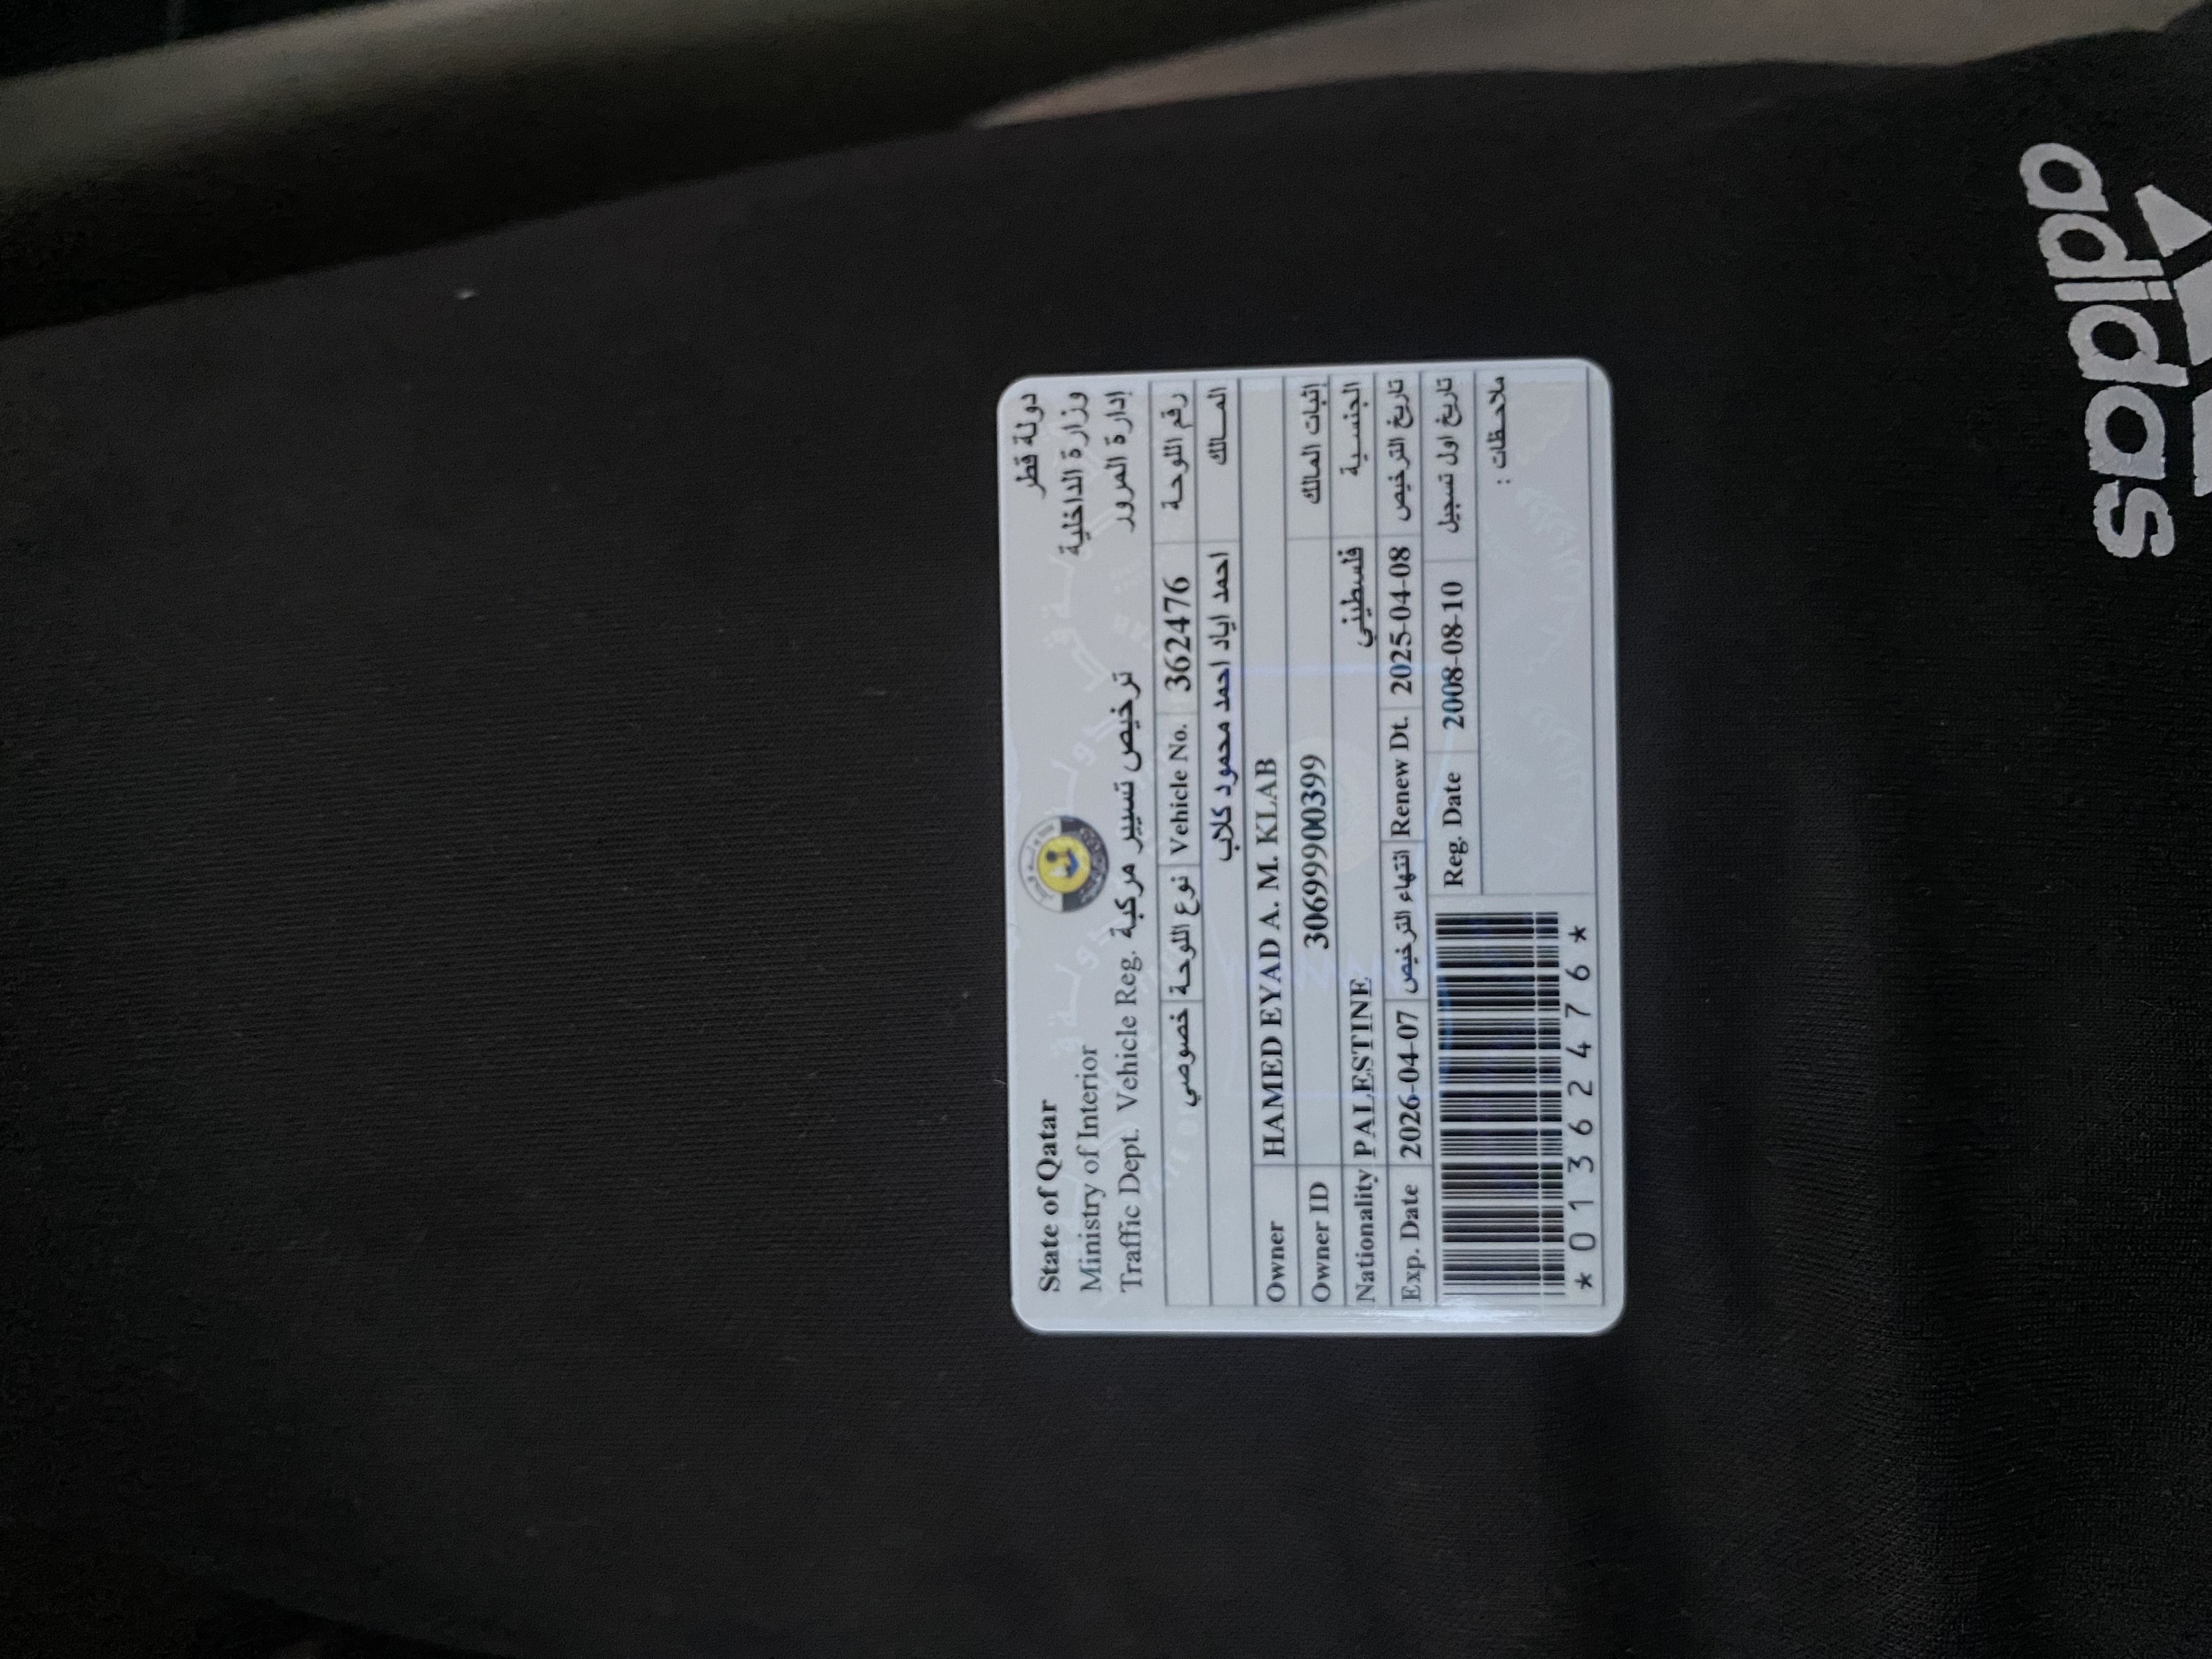 State of Qatar دولة قطر
Ministry of Interior وزارة الداخلية
Traffic Dept. Vehicle Reg. ترخيص تسيير مركبة إدارة المرور
رقم اللوحة 362476 Vehicle No. نوع اللوحة خصوصي
المالك احمد اياد احمد محمود كلاب
Owner HAMED EYAD A. M. KLAB
Owner ID 30699900399 إثبات المالك
Nationality PALESTINE فلسطيني الجنسية
Exp. Date 2026-04-07 انتهاء الترخيص Renew Dt. 2025-04-08 تاريخ الترخيص
Reg. Date 2008-08-10 تاريخ اول تسجيل
ملاحظات :
*01362476*
adidas